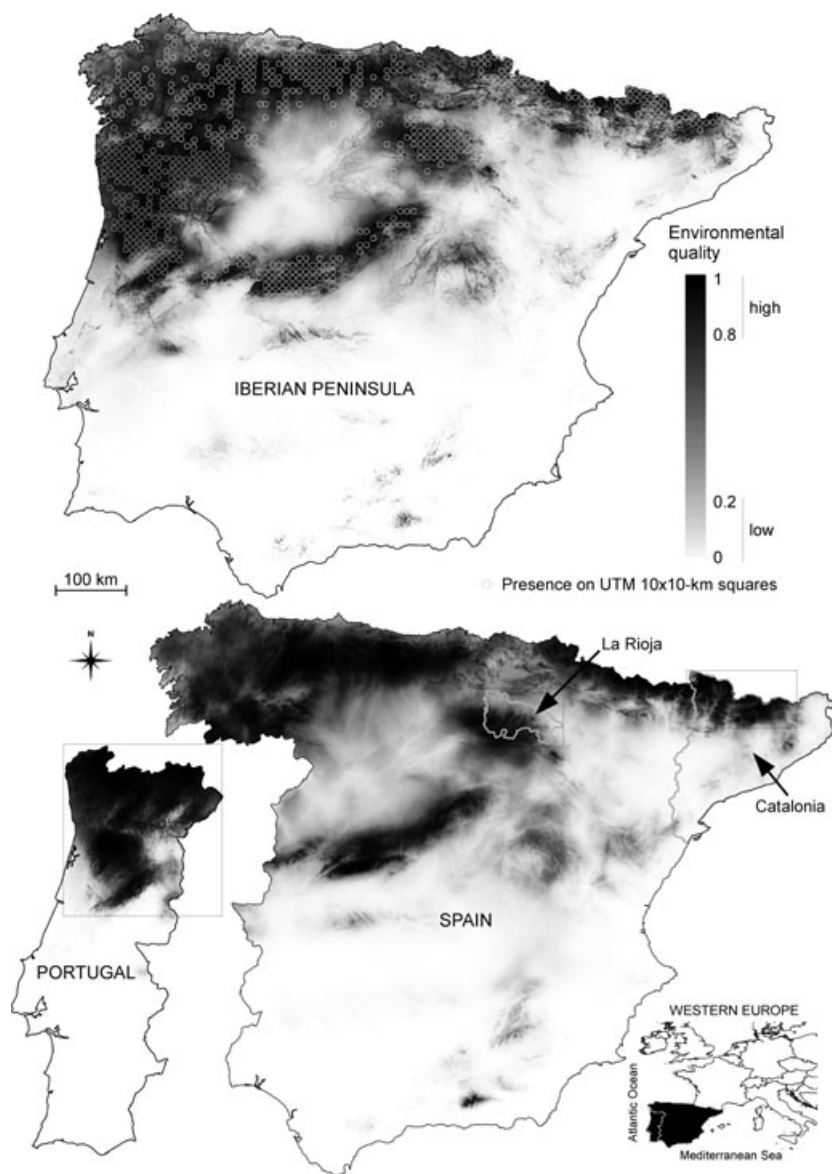 Environmental
quality
1
high
0.8
IBERIAN PENINSULA
0.2
low
0
100 km
Presence on UTM 10x10-km squares
N
La Rioja
Catalonia
SPAIN
PORTUGAL
WESTERN EUROPE
Atlantic Ocean
Mediterranean Sea